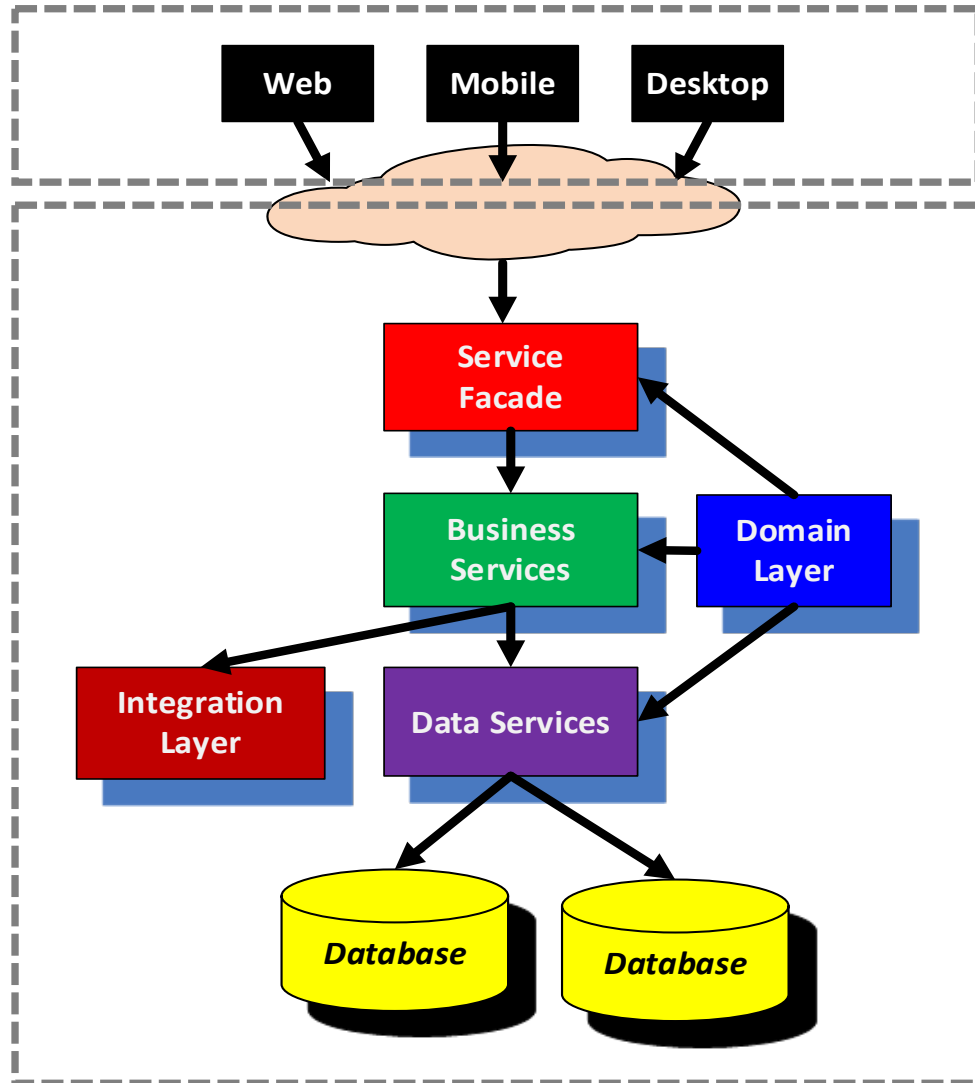 Web
Mobile
Desktop
Service
Facade
Business
Services
Domain
Layer
Integration
Layer
Data Services
Database
Database